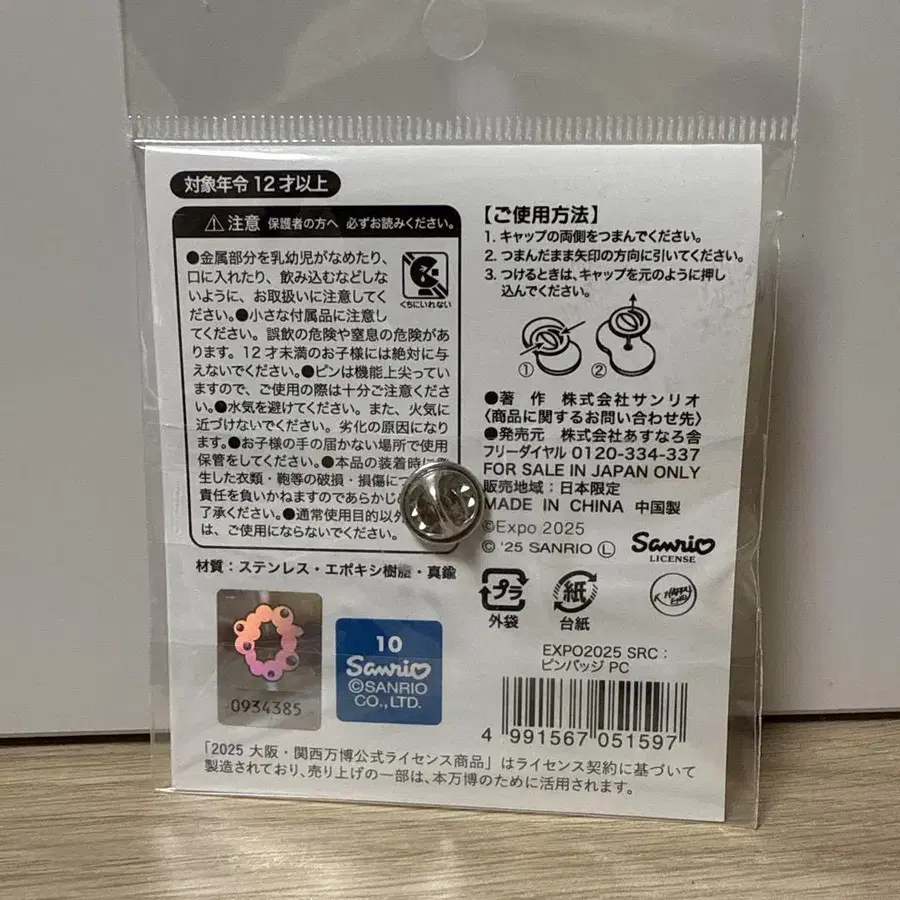 対象年令 12 才以上
⚠注意 保護者の方へ 必ずお読みください。
●金属部分を乳幼児がなめたり、
口に入れたり、飲み込むなどしな
いように、お取扱いに注意してく
ださい。●小さな付属品に注意し
てください。誤飲の危険や窒息の危険が
あります。12 才未満のお子様には絶対に与
えないでください。●ピンは機能上尖ってい
ますので、ご使用の際は十分ご注意くださ
い。●水気を避けてください。また、火気に
近づけないでください。劣化の原因になり
ます。●お子様の手の届かない場所で使用
保管をしてください。●本品の装着時に
生した衣類・鞄等の破損・損傷につ
責任を負いかねますのであらかじ
了承ください。●通常使用目的以外
は、ご使用にならないでください。
くちにいれない
材質：ステンレス・エポキシ樹脂・真鍮
0934385
10
Sanrio
©SANRIO
CO., LTD.
【ご使用方法】
1. キャップの両側をつまんでください。
2. つまんだまま矢印の方向に引いてください。
3. つけるときは、キャップを元のように押し
込んでください。
① ②
●著 作 株式会社サンリオ
〈商品に関するお問い合わせ先〉
●発売元 株式会社あすなろ舎
フリーダイヤル 0120-334-337
FOR SALE IN JAPAN ONLY
販売地域：日本限定
MADE IN CHINA 中国製
©Expo 2025
© '25 SANRIO Ⓛ
Sanrio
LICENSE
プラ
外袋
紙
台紙
EXPO2025 SRC：
ピンバッジ PC
4 991567 051597
「2025 大阪・関西万博公式ライセンス商品」はライセンス契約に基づいて
製造されており、売り上げの一部は、本万博のために活用されます。